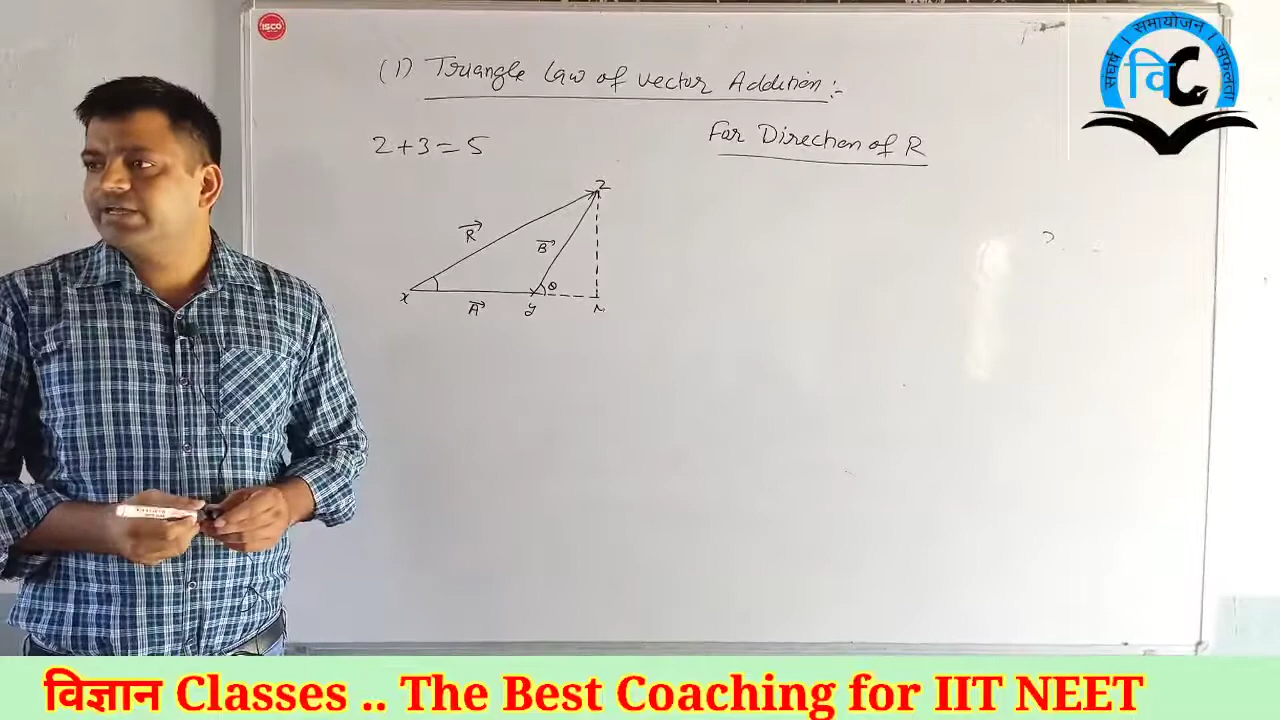 ISCO
(1) Triangle Law of vector Addition :-
2 + 3 = 5
For Direction of R
Z
R
B
θ
X
A
y
संघर्ष । समायोजन । सफलता
विC
विज्ञान Classes .. The Best Coaching for IIT NEET